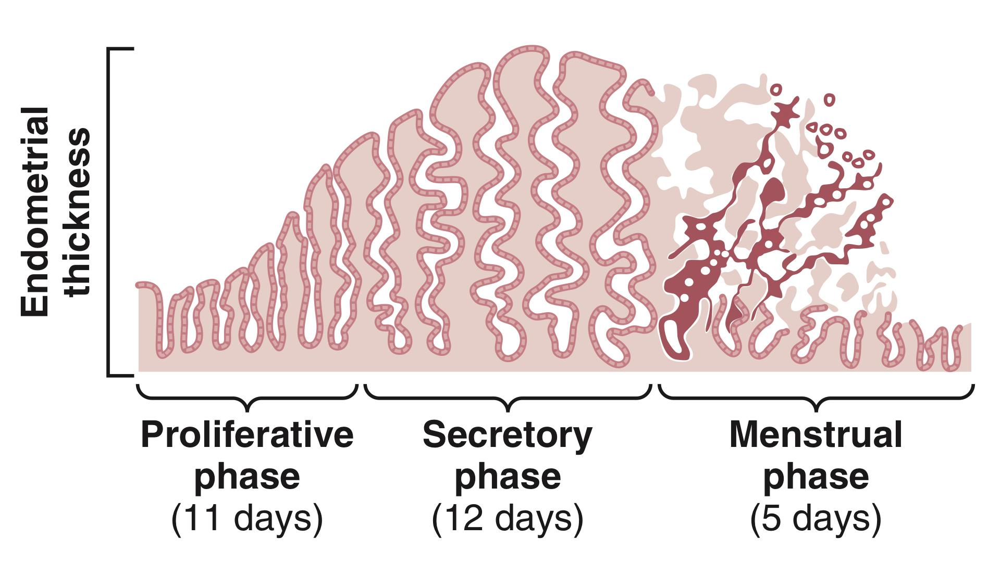 Endometrial
thickness
Proliferative
phase
(11 days)
Secretory
phase
(12 days)
Menstrual
phase
(5 days)